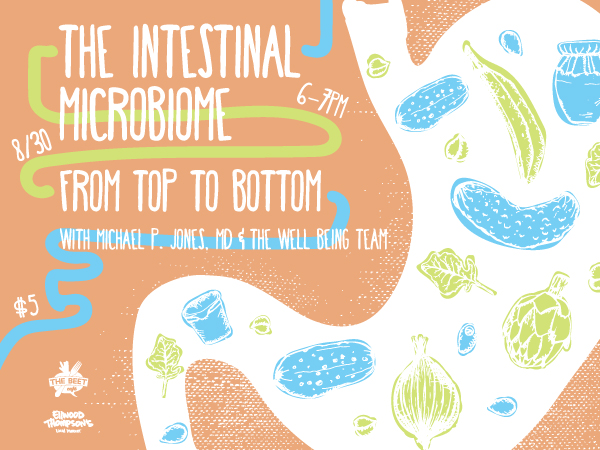 THE INTESTINAL
MICROBIOME
6-7PM
8/30
FROM TOP TO BOTTOM
WITH MICHAEL P. JONES, MD & THE WELL BEING TEAM
$5
THE BEET
ELLWOOD
THOMPSON'S